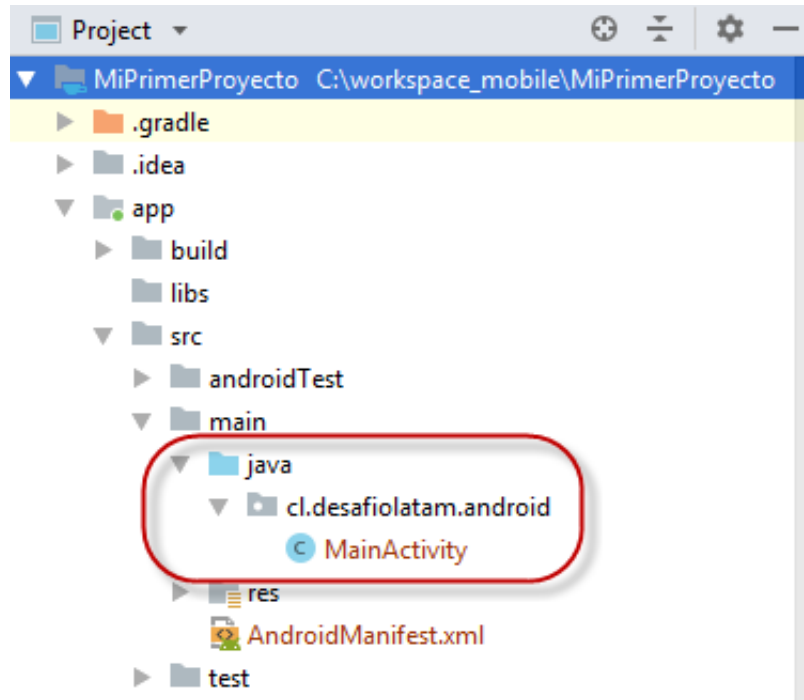 Project
MiPrimerProyecto C:\workspace_mobile\MiPrimerProyecto
.gradle
.idea
app
build
libs
src
androidTest
main
java
cl.desafiolatam.android
C MainActivity
res
AndroidManifest.xml
test